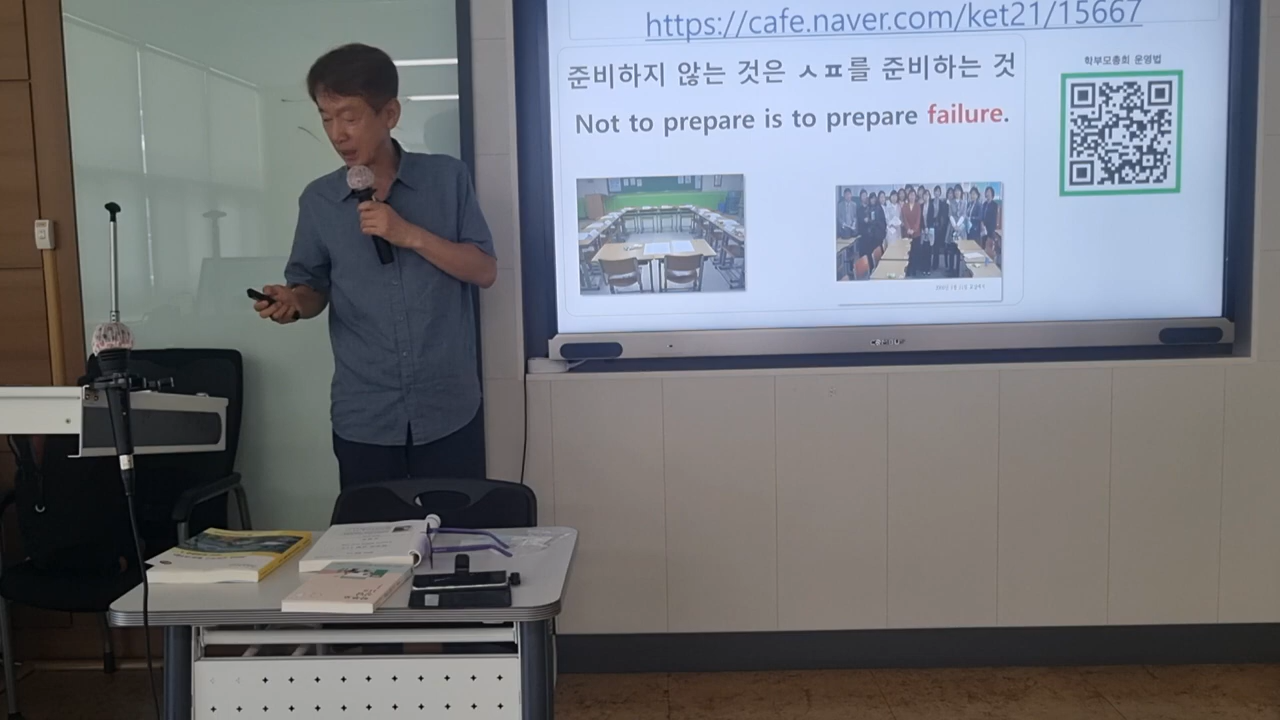 https://cafe.naver.com/ket21/15667
준비하지 않는 것은 ㅅㅍ를 준비하는 것
Not to prepare is to prepare failure.
학부모총회 운영법